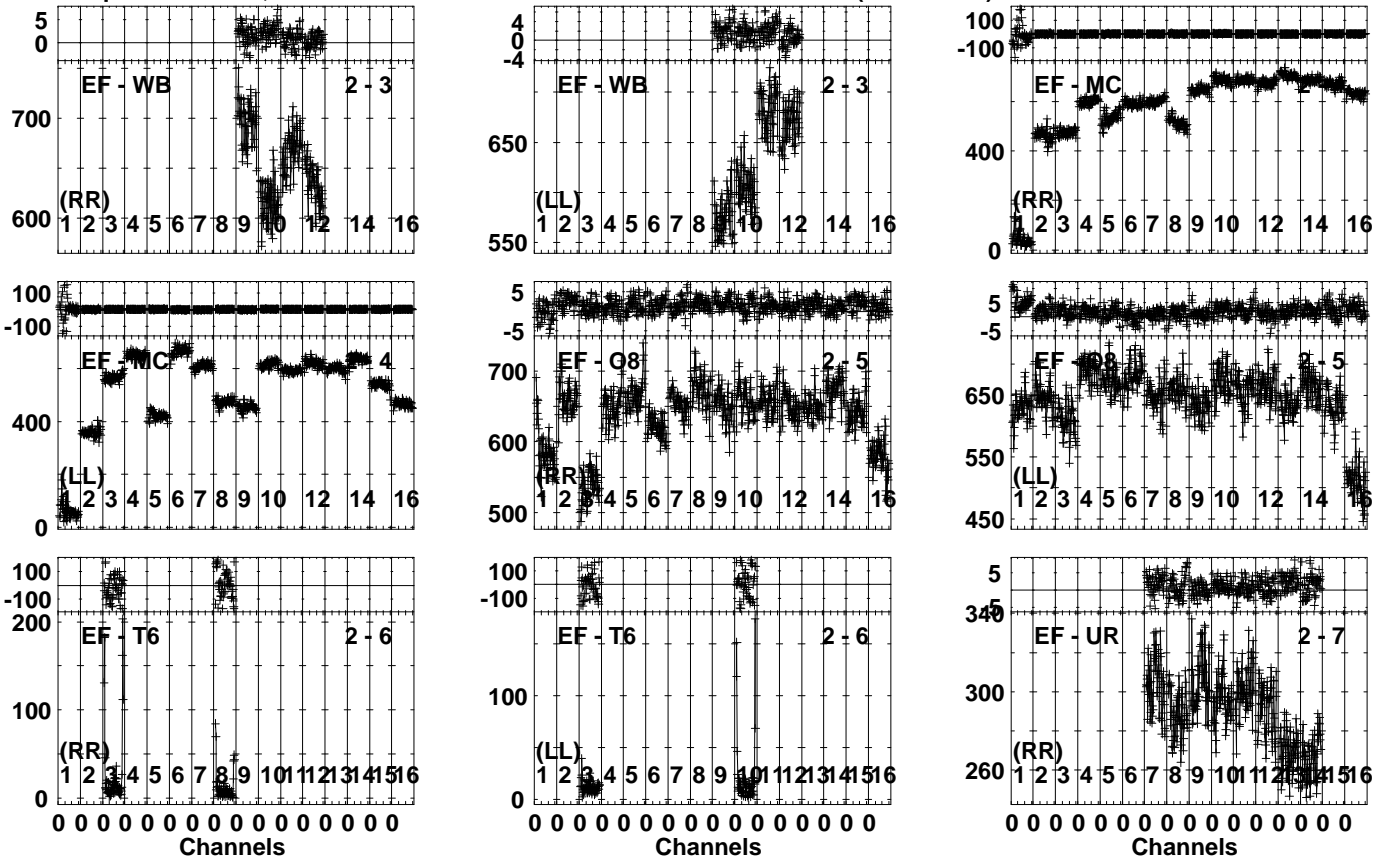 5
0
EF - WB
2 - 3
700
600
(RR)
1 2 3 4 5 6 7 8 9 10 12 14 16
4
0
-4
EF - WB
2 - 3
650
550
(LL)
1 2 3 4 5 6 7 8 9 10 12 14 16
100
-100
EF - MC
400
0
(RR)
1 2 3 4 5 6 7 8 9 10 12 14 16
100
-100
EF - MC
4
400
0
(LL)
1 2 3 4 5 6 7 8 9 10 12 14 16
5
-5
EF - O8
2 - 5
700
600
500
(RR)
1 2 3 4 5 6 7 8 9 10 12 14 16
5
-5
EF - O8
2 - 5
650
550
450
(LL)
1 2 3 4 5 6 7 8 9 10 12 14 16
100
-100
EF - T6
2 - 6
200
100
0
(RR)
1 2 3 4 5 6 7 8 9 10 11 12 13 14 15 16
0 0 0 0 0 0 0 0 0 0 0 0 0 0 0 0
Channels
100
-100
EF - T6
2 - 6
100
0
(LL)
1 2 3 4 5 6 7 8 9 10 11 12 13 14 15 16
0 0 0 0 0 0 0 0 0 0 0 0 0 0 0 0
Channels
5
340
EF - UR
2 - 7
300
260
(RR)
1 2 3 4 5 6 7 8 9 10 11 12 13 14 15 16
0 0 0 0 0 0 0 0 0 0 0 0 0 0 0 0
Channels